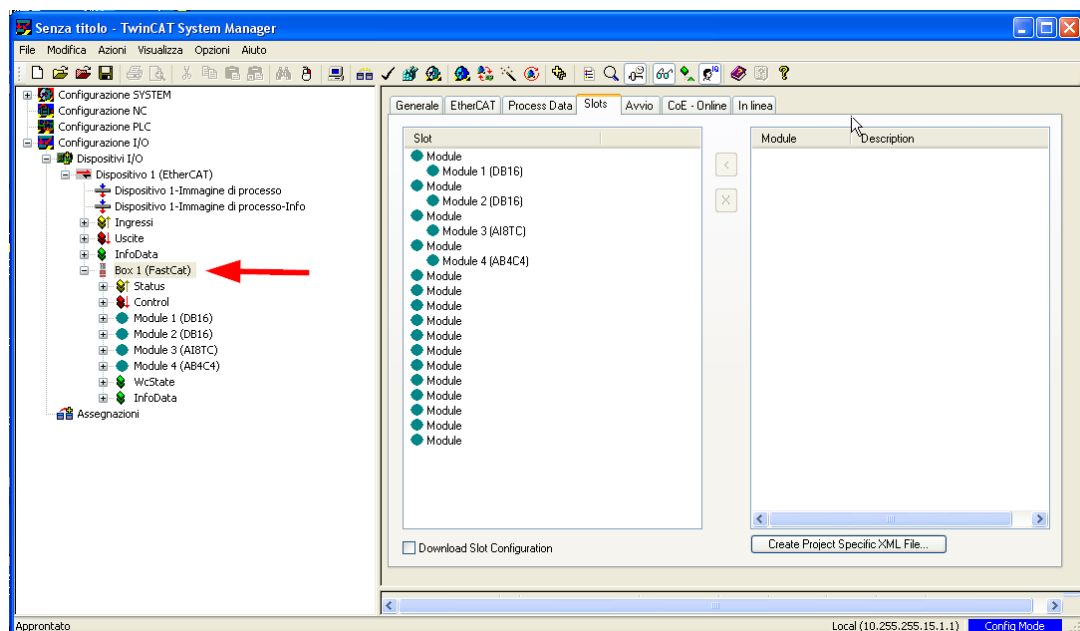 Senza titolo - TwinCAT System Manager
File Modifica Azioni Visualizza Opzioni Aiuto
Configurazione SYSTEM
Configurazione NC
Configurazione PLC
Configurazione I/O
Dispositivi I/O
Dispositivo 1 (EtherCAT)
Dispositivo 1-Immagine di processo
Dispositivo 1-Immagine di processo-Info
Ingressi
Uscite
InfoData
Box 1 (FastCat)
Status
Control
Module 1 (DB16)
Module 2 (DB16)
Module 3 (AI8TC)
Module 4 (AB4C4)
WcState
InfoData
Assegnazioni
Generale EtherCAT Process Data Slots Avvio CoE - Online In linea
Slot
Module
Module 1 (DB16)
Module
Module 2 (DB16)
Module
Module 3 (AI8TC)
Module
Module 4 (AB4C4)
Module
Module
Module
Module
Module
Module
Module
Module
Module
Module
Module
Module
Download Slot Configuration
< 
X
Module Description
Create Project Specific XML File...
Approntato
Local (10.255.255.15.1.1) Config Mode